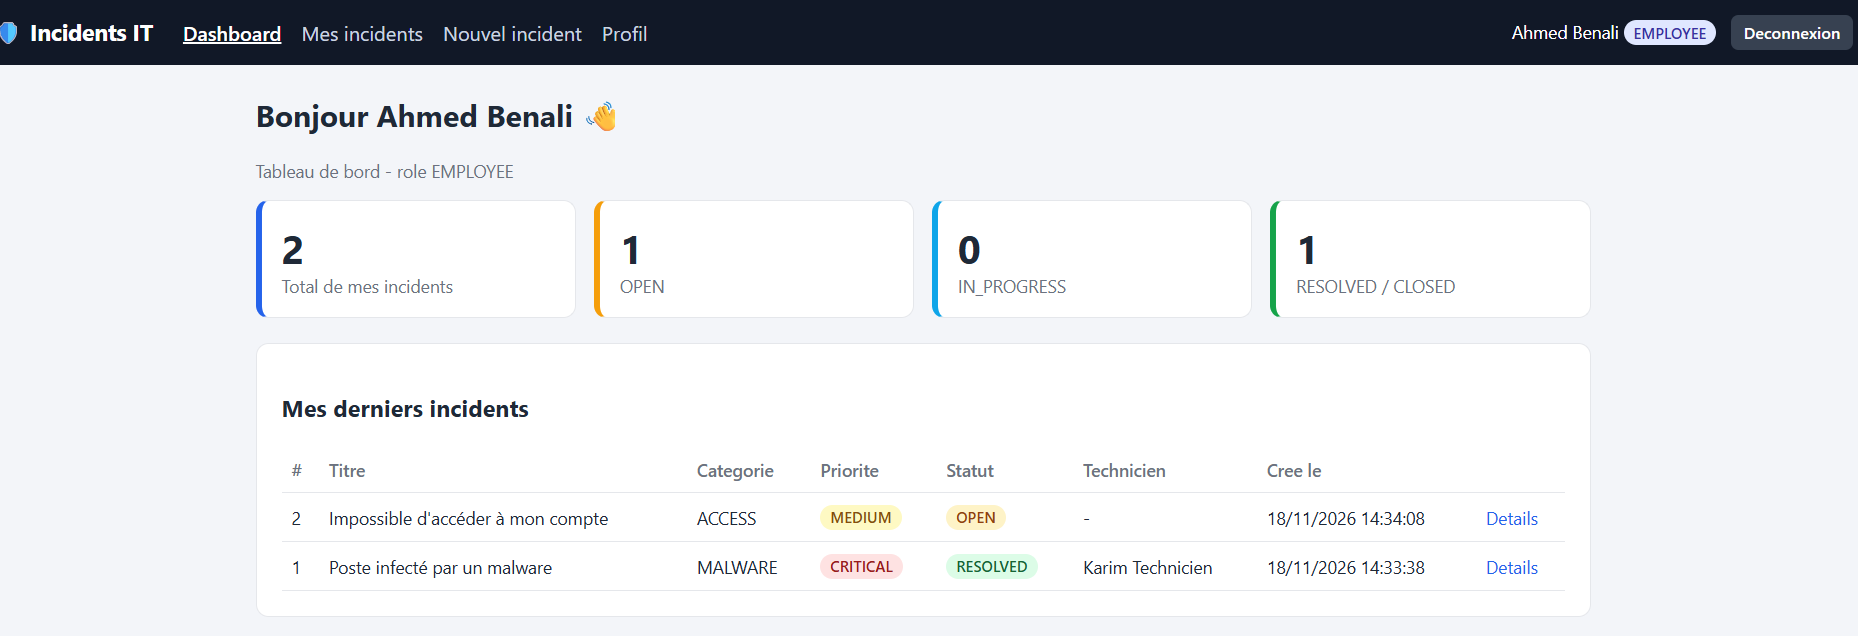 Incidents IT Dashboard Mes incidents Nouvel incident Profil Ahmed Benali EMPLOYEE Deconnexion
Bonjour Ahmed Benali 👋
Tableau de bord - role EMPLOYEE
2
Total de mes incidents
1
OPEN
0
IN_PROGRESS
1
RESOLVED / CLOSED
Mes derniers incidents
# Titre Categorie Priorite Statut Technicien Cree le
2 Impossible d'accéder à mon compte ACCESS MEDIUM OPEN - 18/11/2026 14:34:08 Details
1 Poste infecté par un malware MALWARE CRITICAL RESOLVED Karim Technicien 18/11/2026 14:33:38 Details